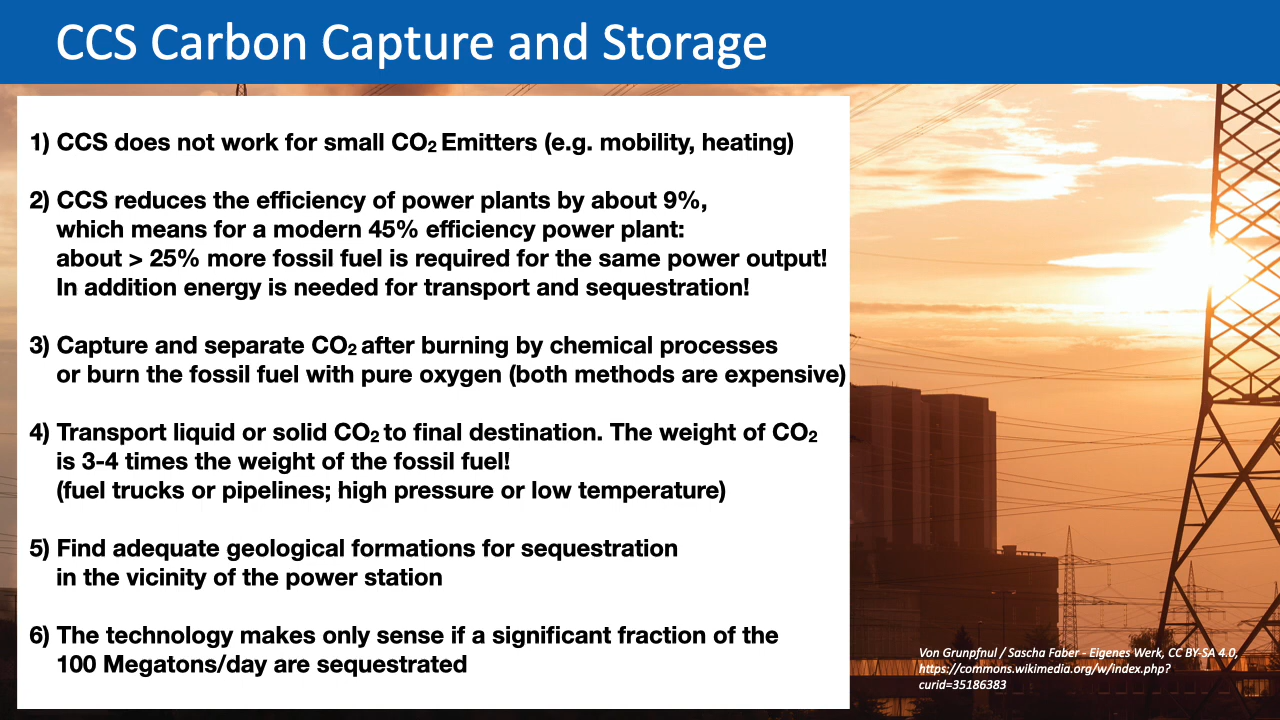 CCS Carbon Capture and Storage
1) CCS does not work for small CO₂ Emitters (e.g. mobility, heating)
2) CCS reduces the efficiency of power plants by about 9%,
which means for a modern 45% efficiency power plant:
about > 25% more fossil fuel is required for the same power output!
In addition energy is needed for transport and sequestration!
3) Capture and separate CO₂ after burning by chemical processes
or burn the fossil fuel with pure oxygen (both methods are expensive)
4) Transport liquid or solid CO₂ to final destination. The weight of CO₂
is 3-4 times the weight of the fossil fuel!
(fuel trucks or pipelines; high pressure or low temperature)
5) Find adequate geological formations for sequestration
in the vicinity of the power station
6) The technology makes only sense if a significant fraction of the
100 Megatons/day are sequestrated
Von Grunpfnul / Sascha Faber - Eigenes Werk, CC BY-SA 4.0,
https://commons.wikimedia.org/w/index.php?
curid=35186383